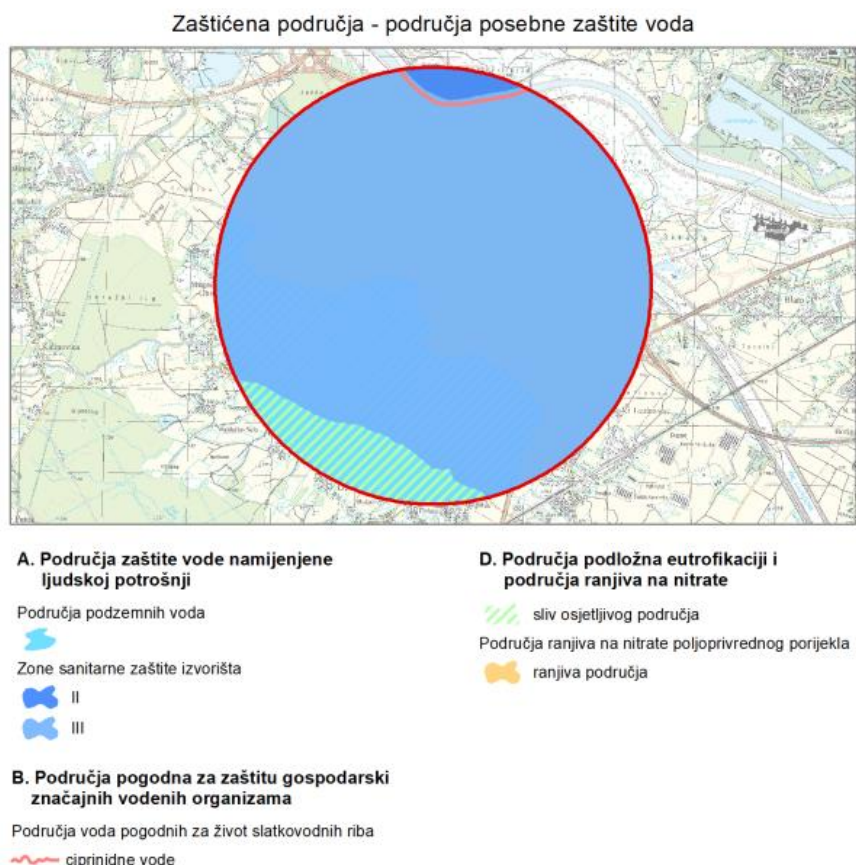 Zaštićena područja - područja posebne zaštite voda
Blato
A. Područja zaštite vode namijenjene
ljudskoj potrošnji
Područja podzemnih voda
Zone sanitarne zaštite izvorišta
II
III
B. Područja pogodna za zaštitu gospodarski
značajnih vodenih organizama
Područja voda pogodnih za život slatkovodnih riba
ciprinidne vode
D. Područja podložna eutrofikaciji i
područja ranjiva na nitrate
sliv osjetljivog područja
Područja ranjiva na nitrate poljoprivrednog porijekla
ranjiva područja